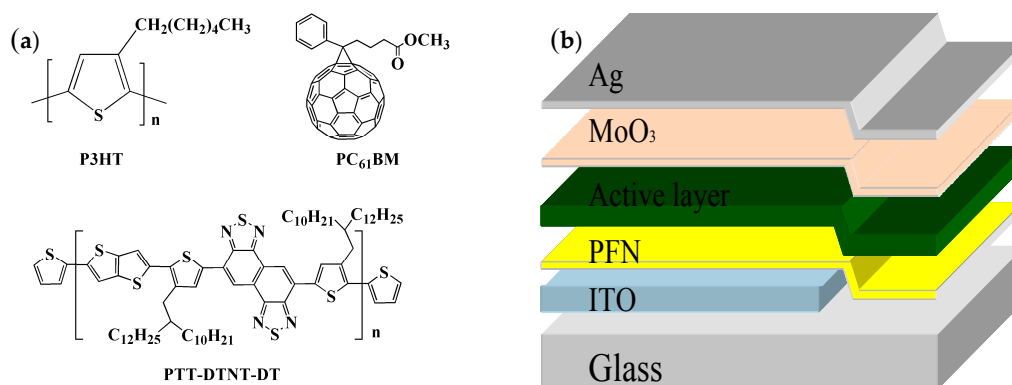 (a)
CH₂(CH₂)₄CH₃
S
n
P3HT
OCH₃
O
PC₆₁BM
S
N N
C₁₀H₂₁ C₁₂H₂₅
S S S S S S
N N
S
C₁₂H₂₅ C₁₀H₂₁
n
PTT-DTNT-DT
(b)
Ag
MoO₃
Active layer
PFN
ITO
Glass